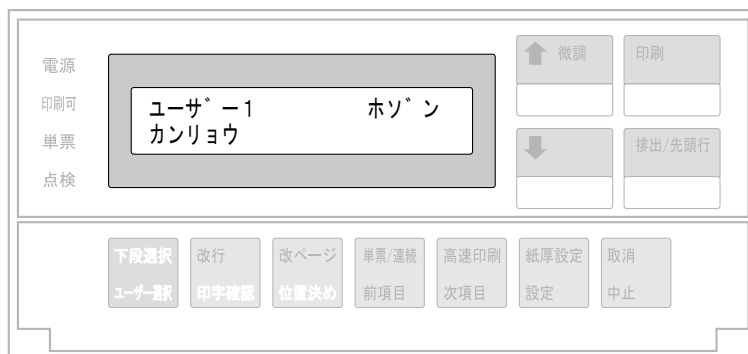 電源
印刷可
単票
点検
ユーザ゛ー1 ホゾ゛ン
カンリョウ
微調
印刷
排出/先頭行
下段選択
改行
改ページ
単票/連続
高速印刷
紙厚設定
取消
ユーザー選択
印字確認
位置決め
前項目
次項目
設定
中止